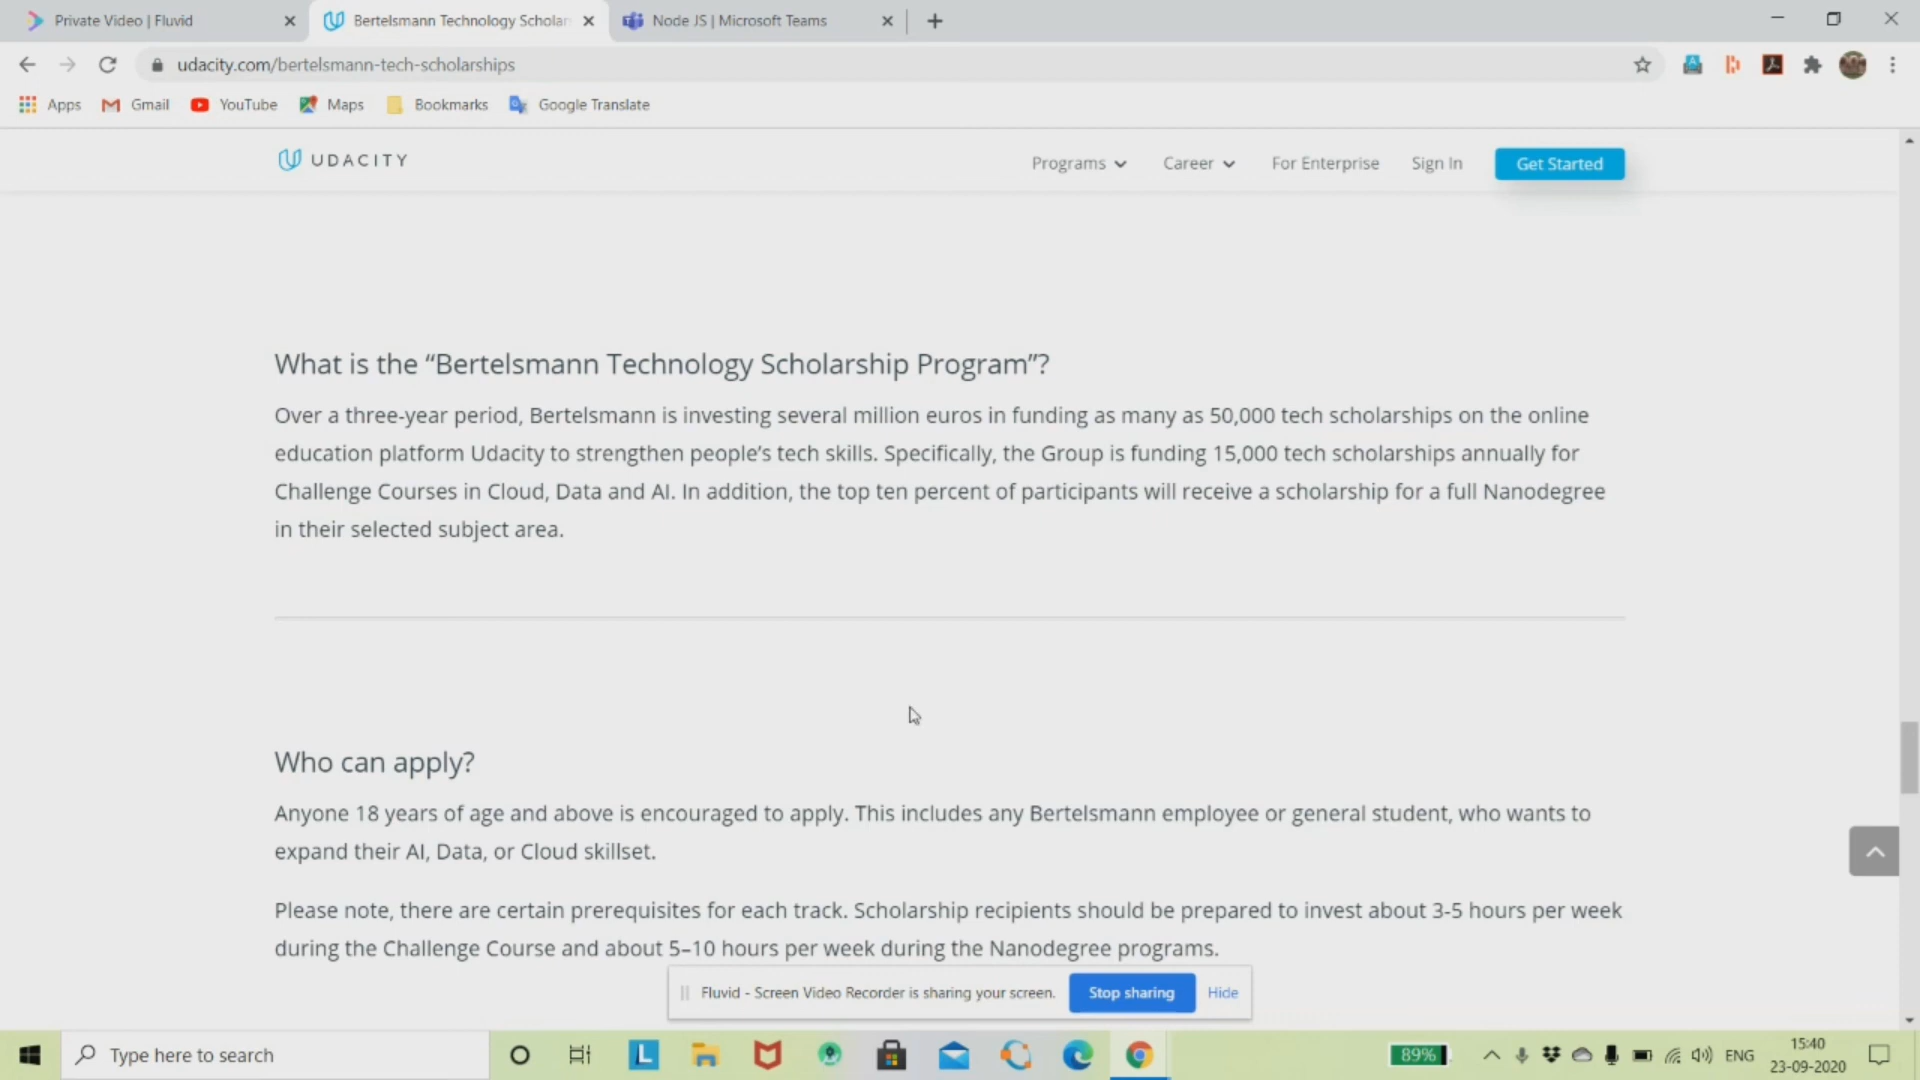 Private Video | Fluvid
Bertelsmann Technology Scholar
Node JS | Microsoft Teams
udacity.com/bertelsmann-tech-scholarships
Apps
Gmail
YouTube
Maps
Bookmarks
Google Translate
UDACITY
Programs
Career
For Enterprise
Sign In
Get Started
What is the “Bertelsmann Technology Scholarship Program”?
Over a three-year period, Bertelsmann is investing several million euros in funding as many as 50,000 tech scholarships on the online
education platform Udacity to strengthen people’s tech skills. Specifically, the Group is funding 15,000 tech scholarships annually for
Challenge Courses in Cloud, Data and AI. In addition, the top ten percent of participants will receive a scholarship for a full Nanodegree
in their selected subject area.
Who can apply?
Anyone 18 years of age and above is encouraged to apply. This includes any Bertelsmann employee or general student, who wants to
expand their AI, Data, or Cloud skillset.
Please note, there are certain prerequisites for each track. Scholarship recipients should be prepared to invest about 3-5 hours per week
during the Challenge Course and about 5–10 hours per week during the Nanodegree programs.
Fluvid - Screen Video Recorder is sharing your screen.
Stop sharing
Hide
Type here to search
L
89%
ENG
15:40
23-09-2020